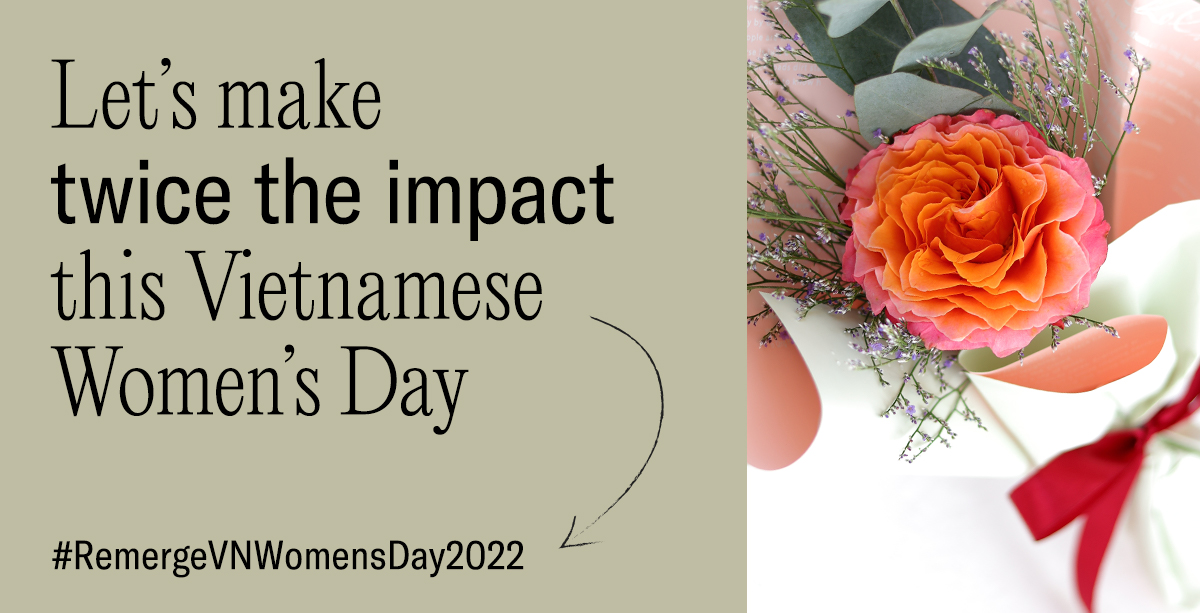 Let’s make
twice the impact
this Vietnamese
Women’s Day
#RemergeVNWomensDay2022